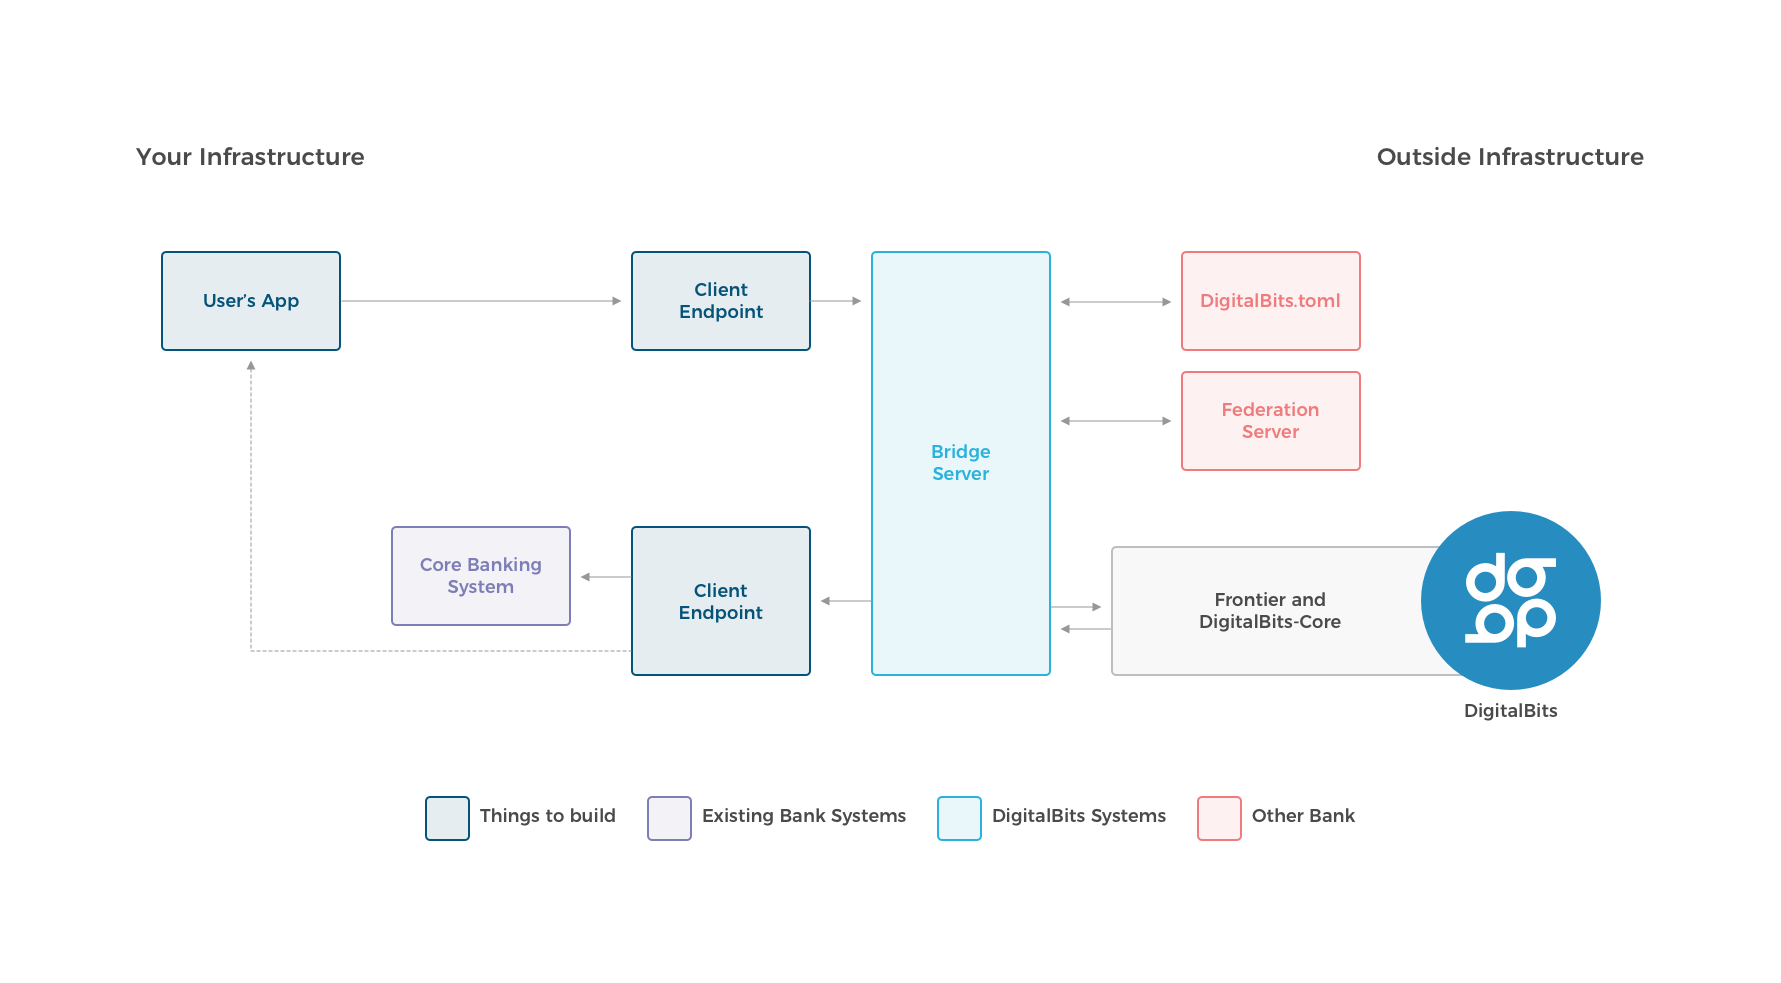 Your Infrastructure
Outside Infrastructure
User's App
Client
Endpoint
DigitalBits.toml
Federation
Server
Bridge
Server
Core Banking
System
Client
Endpoint
Frontier and
DigitalBits-Core
DigitalBits
Things to build
Existing Bank Systems
DigitalBits Systems
Other Bank